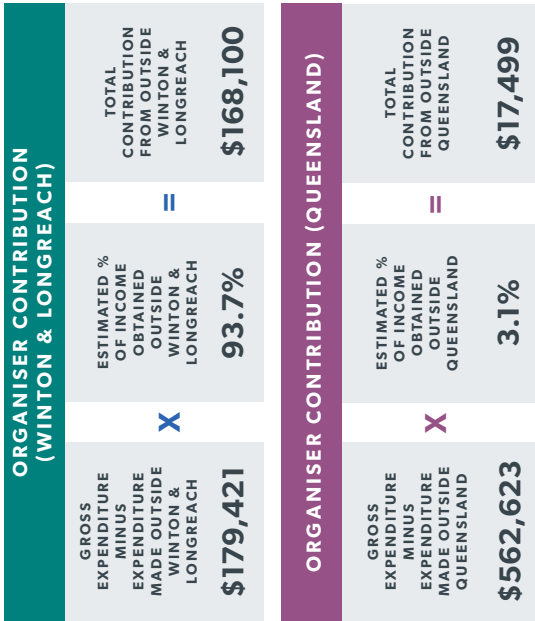 ORGANISER CONTRIBUTION
(WINTON & LONGREACH)
GROSS
EXPENDITURE
MINUS
EXPENDITURE
MADE OUTSIDE
WINTON &
LONGREACH
$179,421
X
ESTIMATED %
OF INCOME
OBTAINED
OUTSIDE
WINTON &
LONGREACH
93.7%
=
TOTAL
CONTRIBUTION
FROM OUTSIDE
WINTON &
LONGREACH
$168,100
ORGANISER CONTRIBUTION (QUEENSLAND)
GROSS
EXPENDITURE
MINUS
EXPENDITURE
MADE OUTSIDE
QUEENSLAND
$562,623
X
ESTIMATED %
OF INCOME
OBTAINED
OUTSIDE
QUEENSLAND
3.1%
=
TOTAL
CONTRIBUTION
FROM OUTSIDE
QUEENSLAND
$17,499